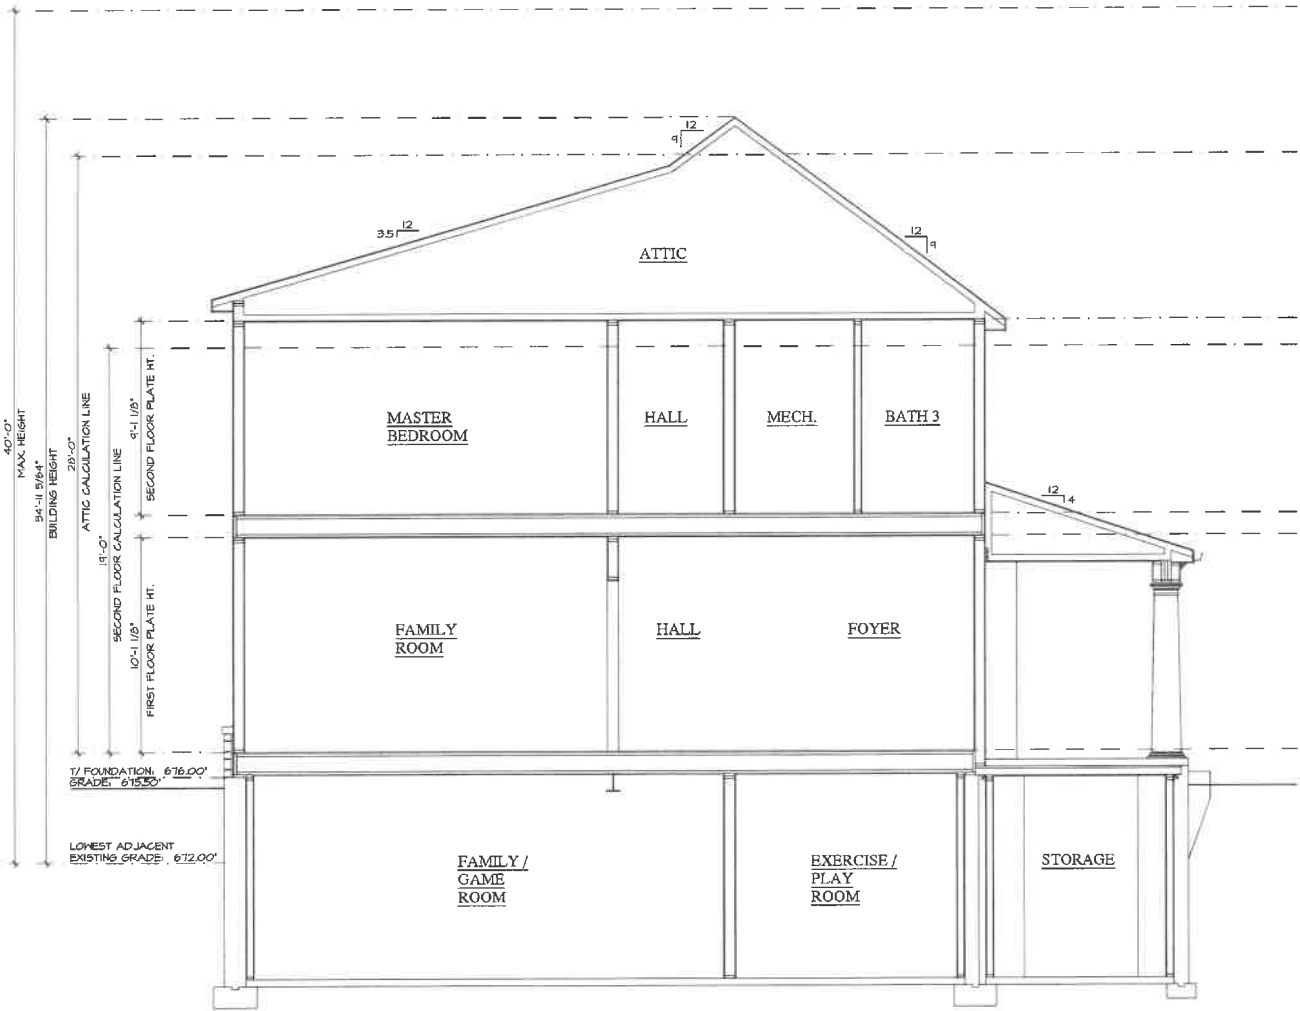 12
9
12
3.5
12
9
ATTIC
40'-0"
MAX. HEIGHT
34'-11 5/64"
BUILDING HEIGHT
28'-0"
ATTIC CALCULATION LINE
19'-0"
SECOND FLOOR CALCULATION LINE
9'-1 1/8"
SECOND FLOOR PLATE HT.
10'-1 1/8"
FIRST FLOOR PLATE HT.
MASTER
BEDROOM
HALL
MECH.
BATH 3
12
4
FAMILY
ROOM
HALL
FOYER
T/ FOUNDATION: 676.00'
GRADE: 675.50'
LOWEST ADJACENT
EXISTING GRADE: 672.00'
FAMILY /
GAME
ROOM
EXERCISE /
PLAY
ROOM
STORAGE